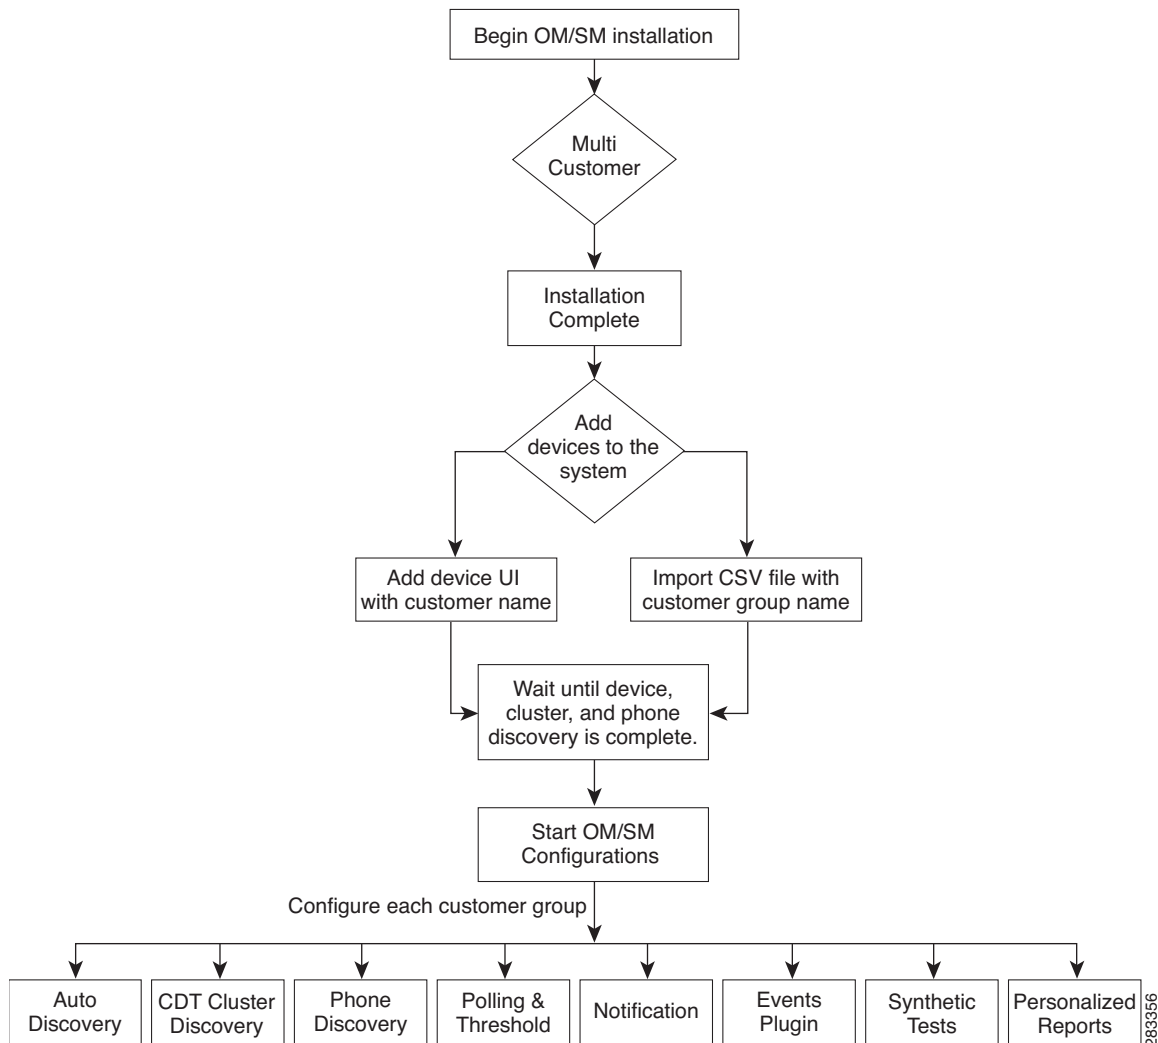 Begin OM/SM installation
Multi
Customer
Installation
Complete
Add
devices to the
system
Add device UI
with customer name
Import CSV file with
customer group name
Wait until device,
cluster, and phone
discovery is complete.
Start OM/SM
Configurations
Configure each customer group
Auto
Discovery
CDT Cluster
Discovery
Phone
Discovery
Polling &
Threshold
Notification
Events
Plugin
Synthetic
Tests
Personalized
Reports
283356